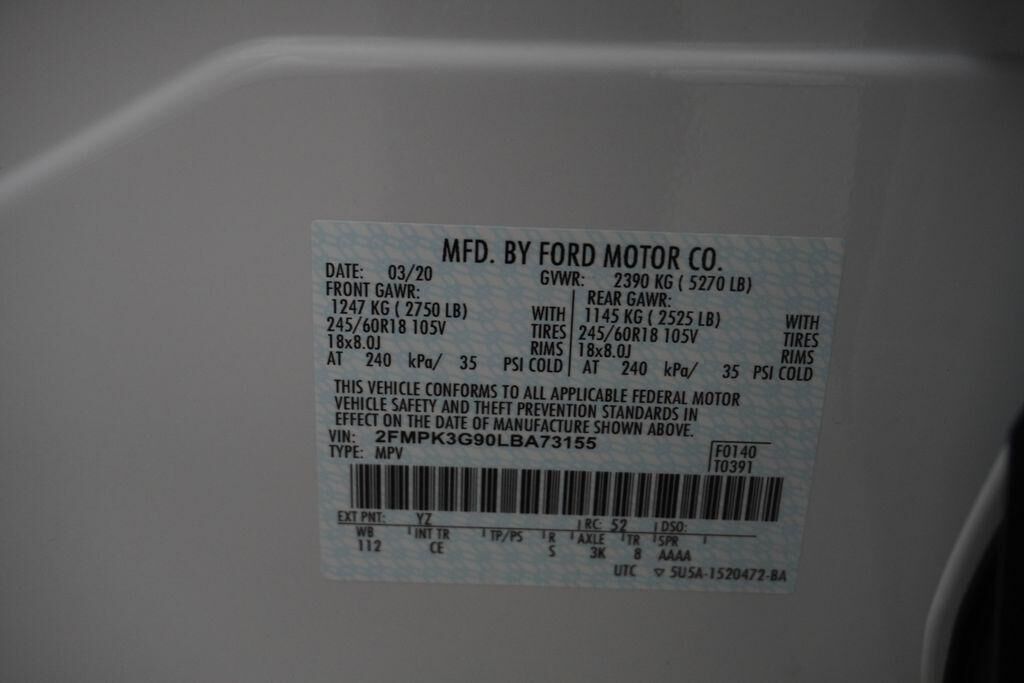 MFD. BY FORD MOTOR CO.
DATE: 03/20 GVWR: 2390 KG ( 5270 LB)
FRONT GAWR: REAR GAWR:
1247 KG ( 2750 LB) WITH 1145 KG ( 2525 LB) WITH
245/60R18 105V TIRES 245/60R18 105V TIRES
18x8.0J RIMS 18x8.0J RIMS
AT 240 kPa/ 35 PSI COLD AT 240 kPa/ 35 PSI COLD
THIS VEHICLE CONFORMS TO ALL APPLICABLE FEDERAL MOTOR
VEHICLE SAFETY AND THEFT PREVENTION STANDARDS IN
EFFECT ON THE DATE OF MANUFACTURE SHOWN ABOVE.
VIN: 2FMPK3G90LBA73155
TYPE: MPV
F0140
T0391
EXT PNT: YZ RC: 52 DSO:
WB INT TR TP/PS R AXLE TR SPR
112 CE S 3K 8 AAAA
UTC ▽ 5U5A-1520472-BA